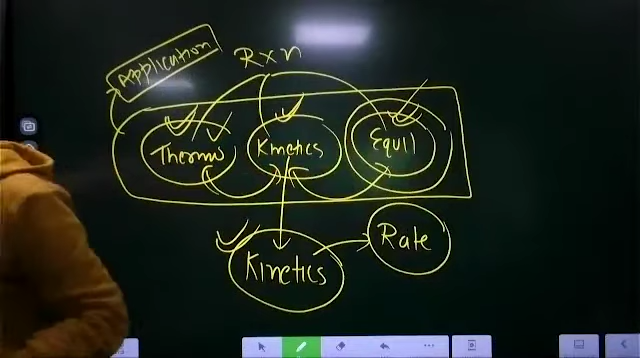 Application
Rxn
Thermo
Kinetics
Equil
Kinetics
Rate